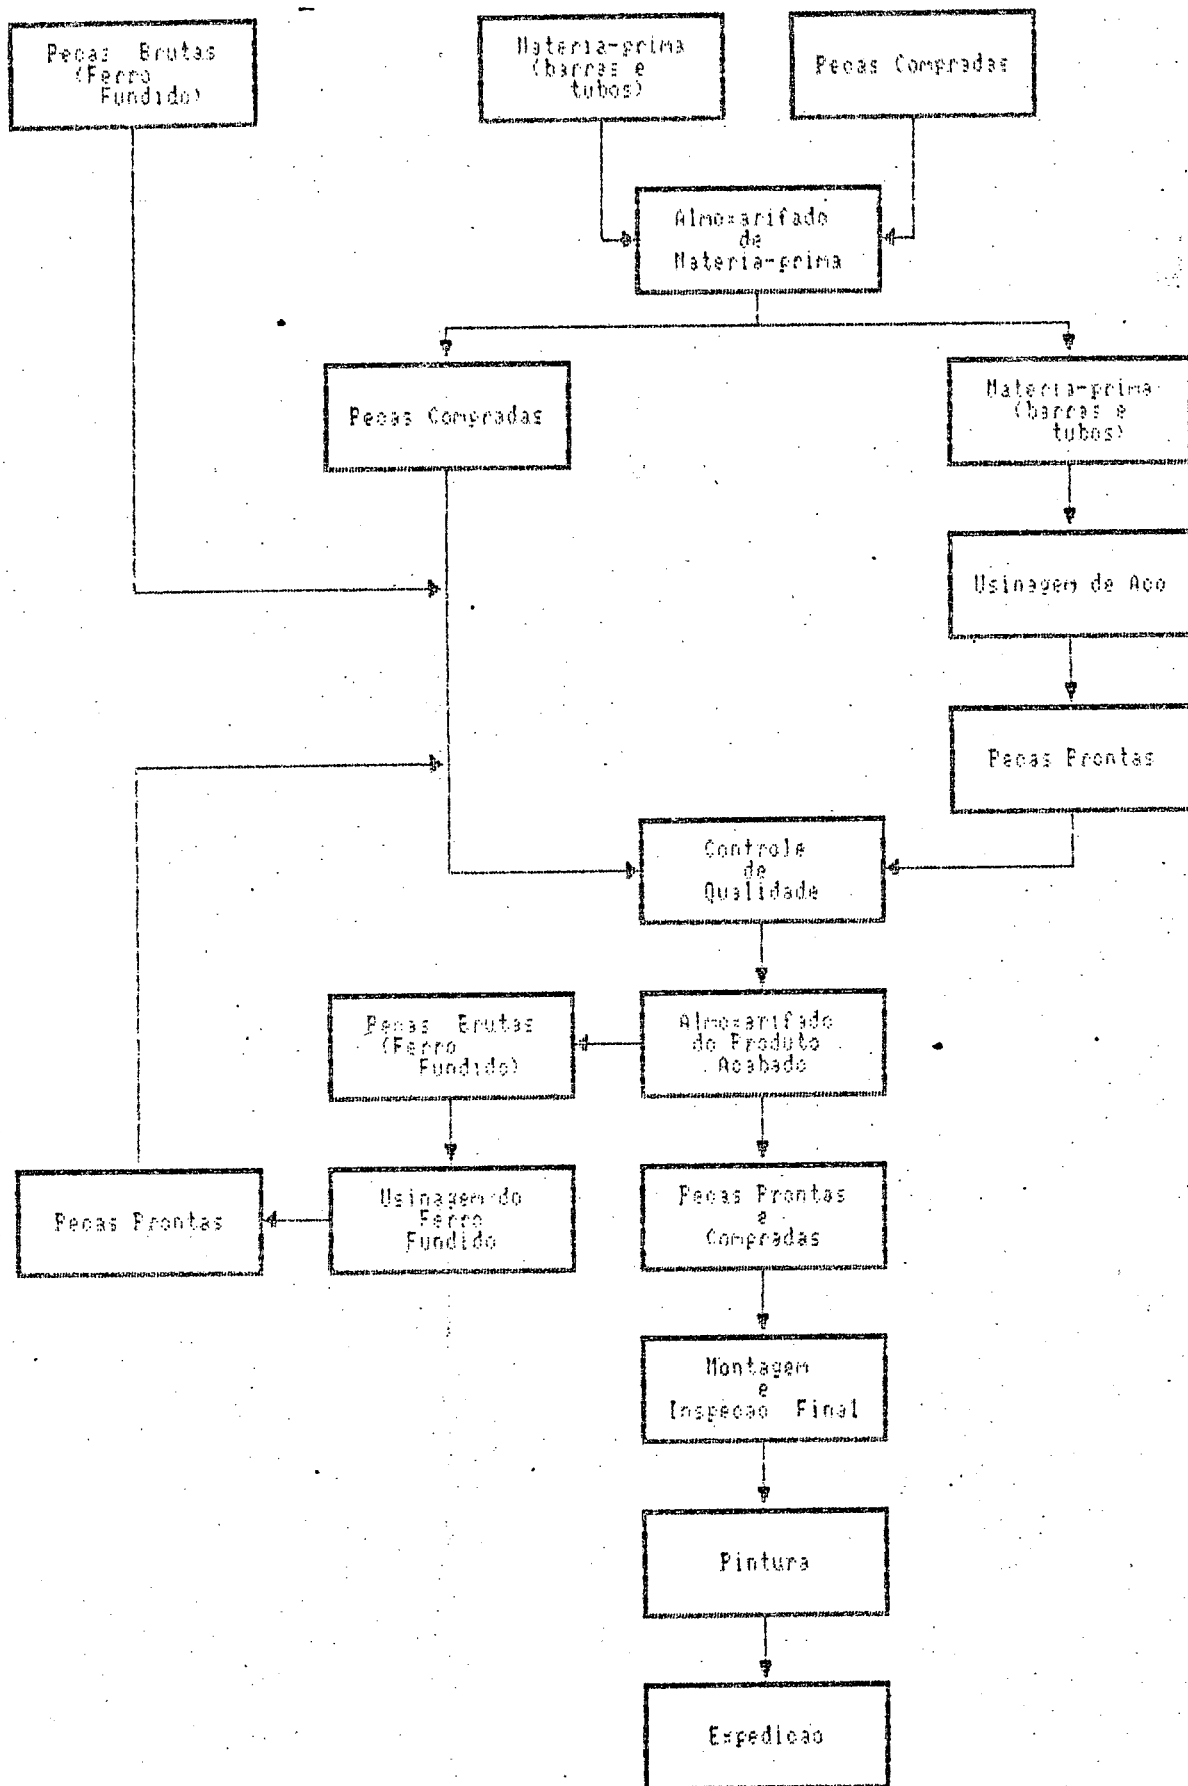 Pecas Brutas
(Ferro
Fundido)
Materia-prima
(barras e
tubos)
Pecas Compradas
Almoxarifado
de
Materia-prima
Pecas Compradas
Materia-prima
(barras e
tubos)
Usinagem de Aco
Pecas Prontas
Controle
de
Qualidade
Pecas Brutas
(Ferro
Fundido)
Almoxarifado
do Produto
Acabado
Pecas Prontas
Usinagem do
Ferro
Fundido
Pecas Prontas
e
Compradas
Montagem
e
Inspecao Final
Pintura
Expedicao